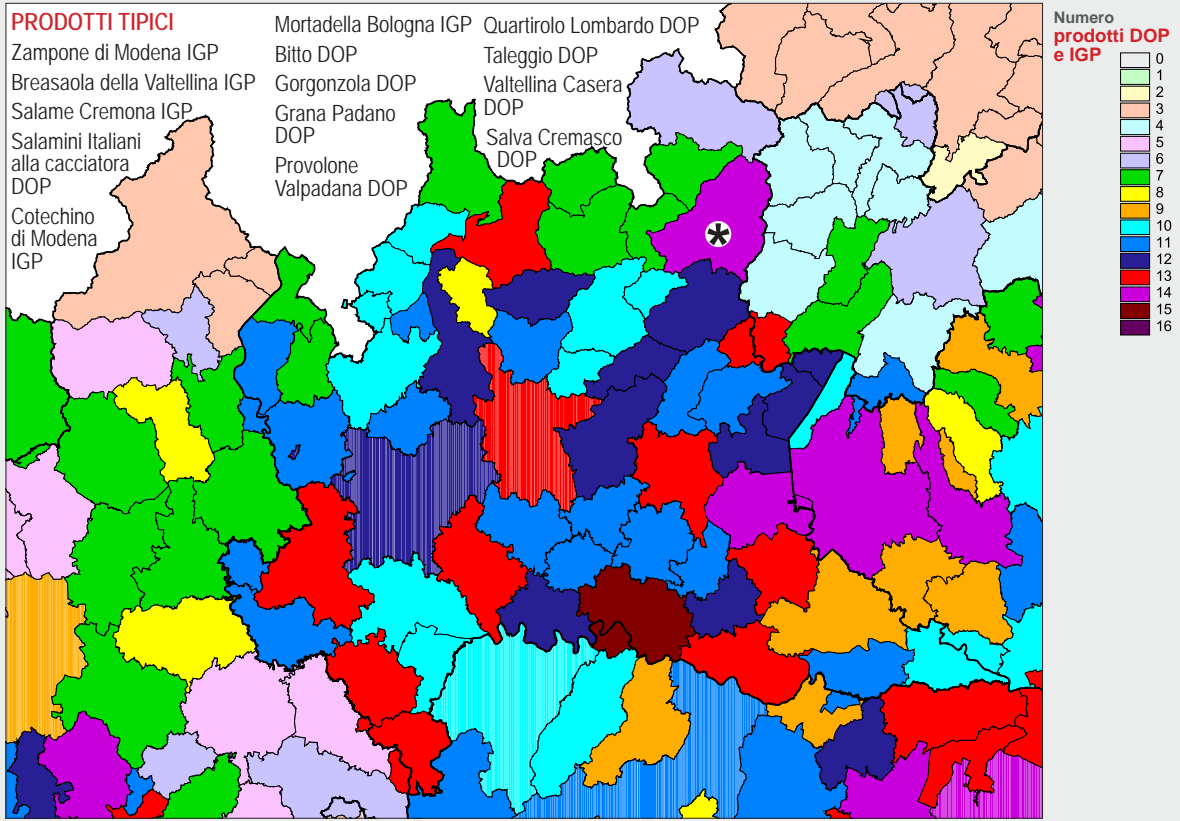 PRODOTTI TIPICI
Zampone di Modena IGP
Breasaola della Valtellina IGP
Salame Cremona IGP
Salamini Italiani
alla cacciatora
DOP
Cotechino
di Modena
IGP
Mortadella Bologna IGP
Bitto DOP
Gorgonzola DOP
Grana Padano
DOP
Provolone
Valpadana DOP
Quartirolo Lombardo DOP
Taleggio DOP
Valtellina Casera
DOP
Salva Cremasco
DOP
*
Numero
prodotti DOP
e IGP
0
1
2
3
4
5
6
7
8
9
10
11
12
13
14
15
16